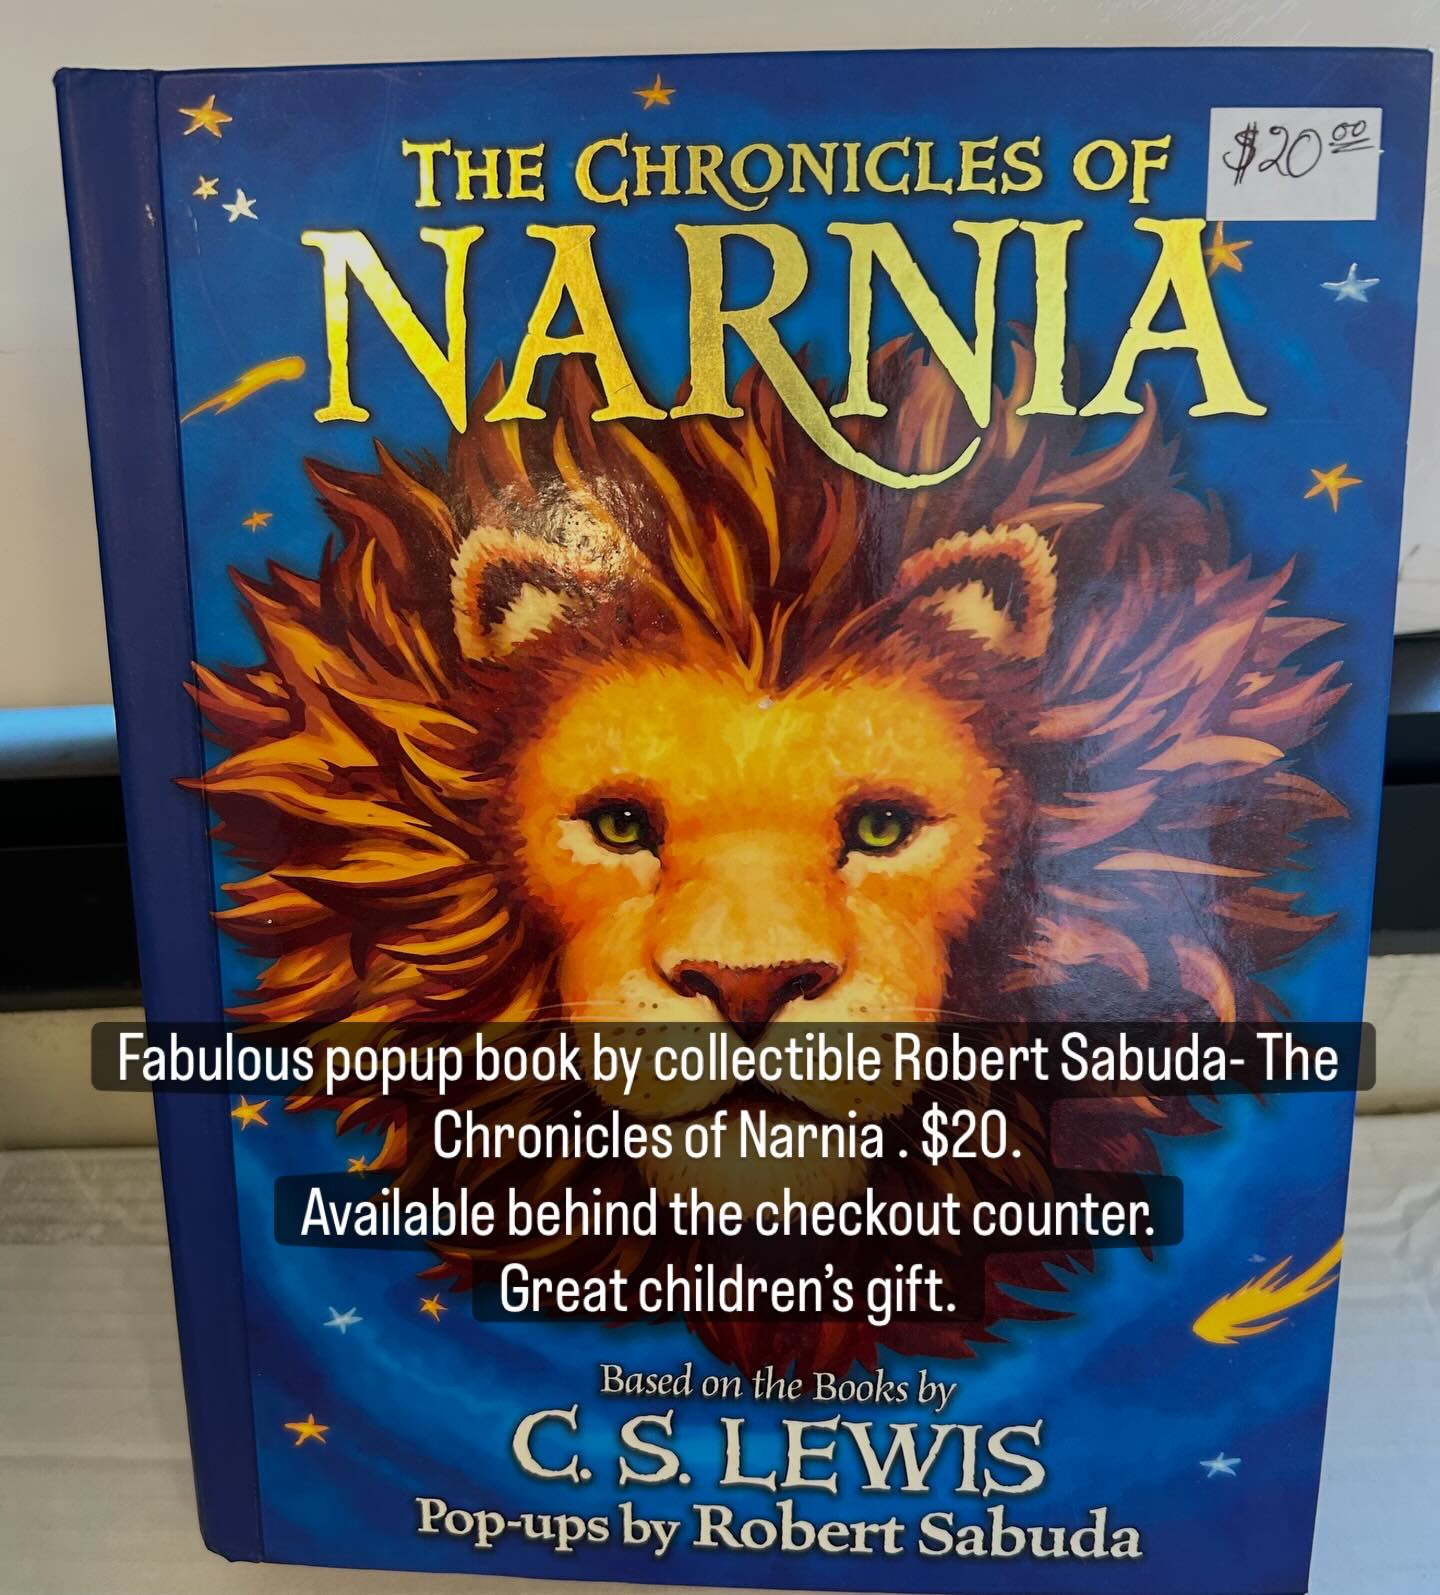 THE CHRONICLES OF
$20.00
NARNIA
Fabulous popup book by collectible Robert Sabuda- The
Chronicles of Narnia . $20.
Available behind the checkout counter.
Great children’s gift.
Based on the Books by
C. S. LEWIS
Pop-ups by Robert Sabuda